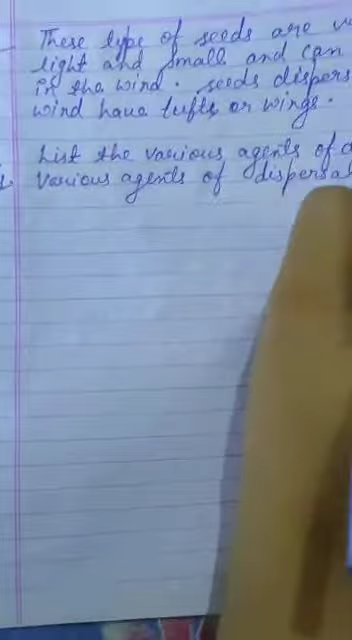 These type of seeds are
light and small and can
in the wind. seeds dispers
wind have tufts or wings.
List the various agents of d
Various agents of dispersal